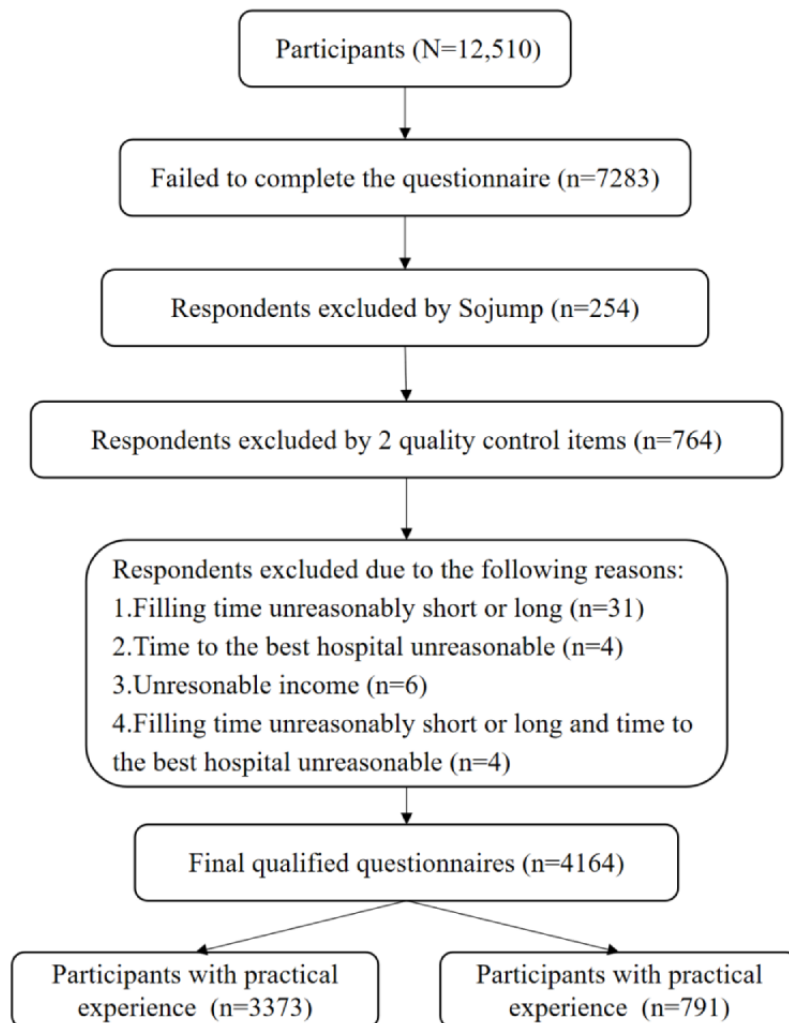 Participants (N=12,510)
Failed to complete the questionnaire (n=7283)
Respondents excluded by Sojump (n=254)
Respondents excluded by 2 quality control items (n=764)
Respondents excluded due to the following reasons:
1.Filling time unreasonably short or long (n=31)
2.Time to the best hospital unreasonable (n=4)
3.Unresonable income (n=6)
4.Filling time unreasonably short or long and time to
the best hospital unreasonable (n=4)
Final qualified questionnaires (n=4164)
Participants with practical
experience (n=3373)
Participants with practical
experience (n=791)